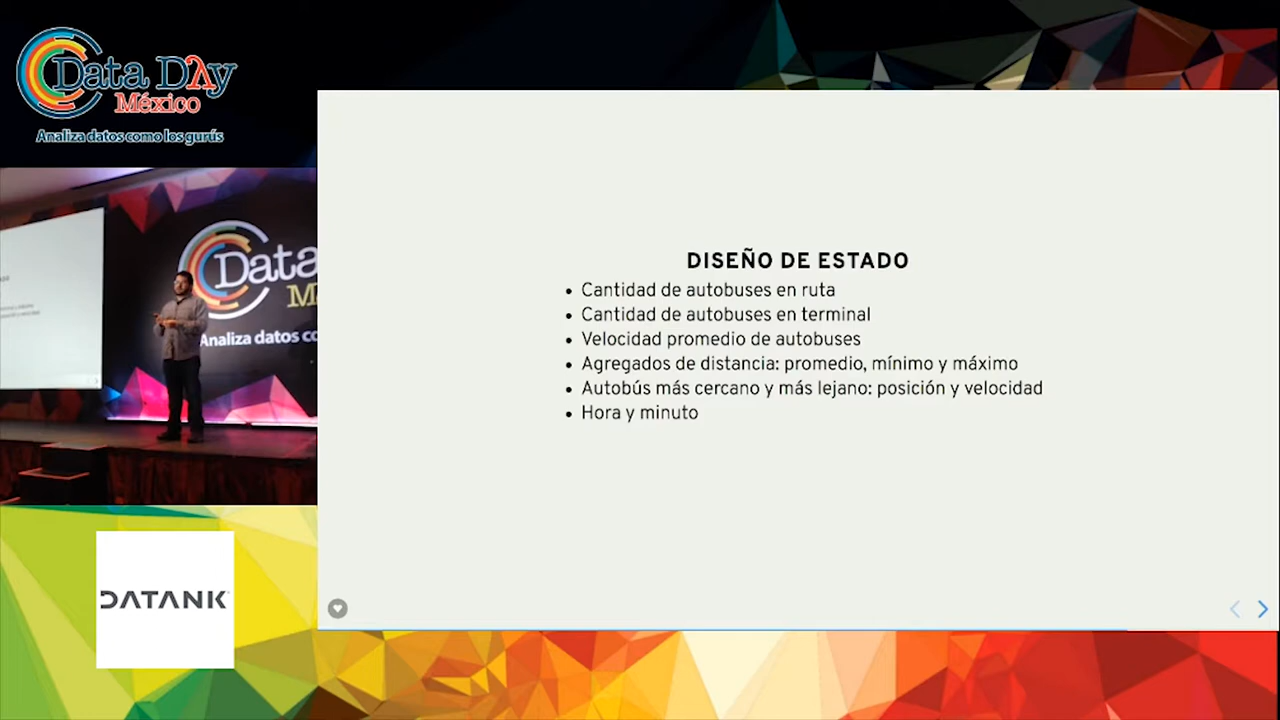 Data Day
México
Analiza datos como los gurús
Data
M
Analiza datos co
DATANK
DISEÑO DE ESTADO
• Cantidad de autobuses en ruta
• Cantidad de autobuses en terminal
• Velocidad promedio de autobuses
• Agregados de distancia: promedio, mínimo y máximo
• Autobús más cercano y más lejano: posición y velocidad
• Hora y minuto